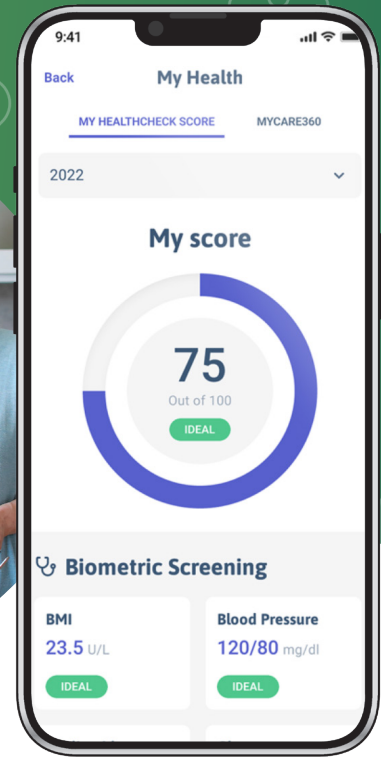 9:41
Back My Health
MY HEALTHCHECK SCORE MYCARE360
2022
My score
75
Out of 100
IDEAL
Biometric Screening
BMI Blood Pressure
23.5 U/L 120/80 mg/dl
IDEAL IDEAL